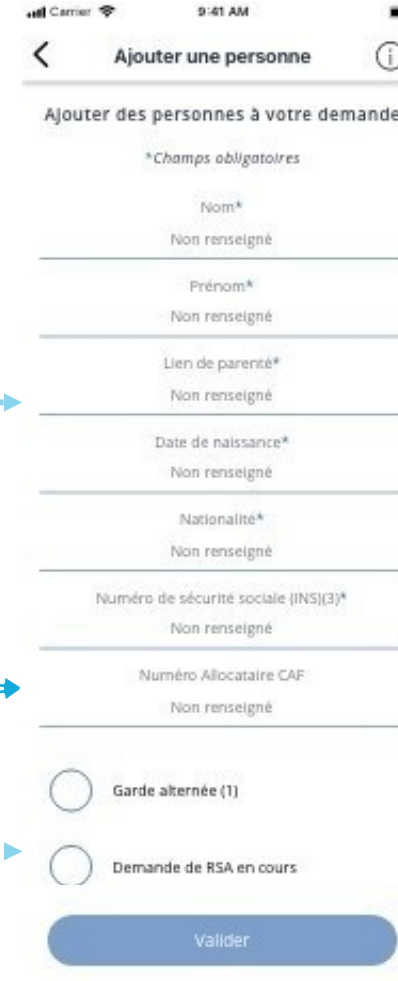 Carrier 9:41 AM
Ajouter une personne
Ajouter des personnes à votre demande
*Champs obligatoires
Nom*
Non renseigné
Prénom*
Non renseigné
Lien de parenté*
Non renseigné
Date de naissance*
Non renseigné
Nationalité*
Non renseigné
Numéro de sécurité sociale (INS)(3)*
Non renseigné
Numéro Allocataire CAF
Non renseigné
Garde alternée (1)
Demande de RSA en cours
Valider